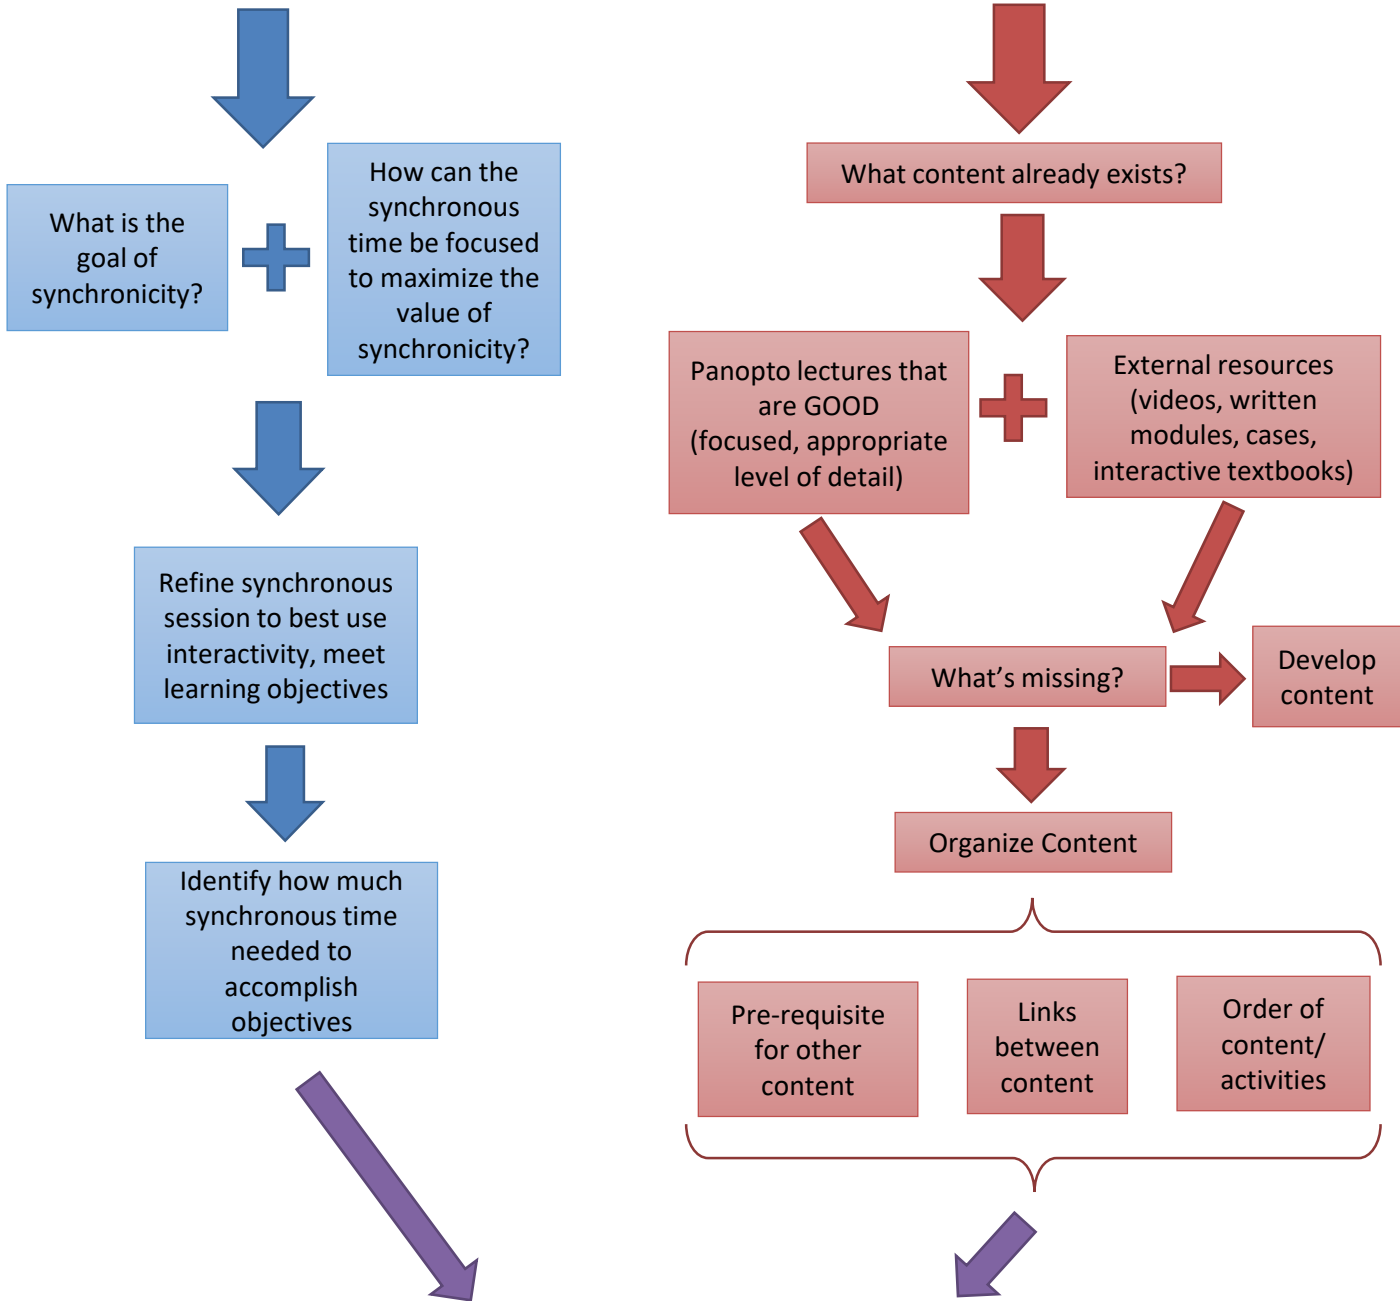 What is the
goal of
synchronicity?
How can the
synchronous
time be focused
to maximize the
value of
synchronicity?
Refine synchronous
session to best use
interactivity, meet
learning objectives
Identify how much
synchronous time
needed to
accomplish
objectives
What content already exists?
Panopto lectures that
are GOOD
(focused, appropriate
level of detail)
External resources
(videos, written
modules, cases,
interactive textbooks)
What’s missing?
Develop
content
Organize Content
Pre-requisite
for other
content
Links
between
content
Order of
content/
activities